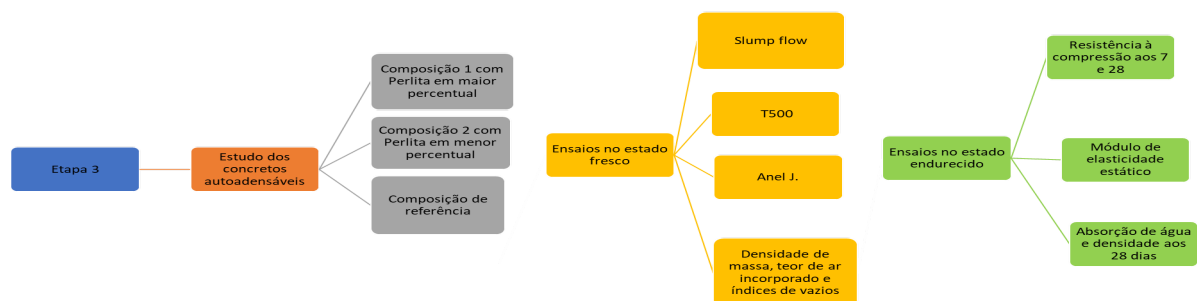 Etapa 3
Estudo dos
concretos
autoadensáveis
Composição 1 com
Perlita em maior
percentual
Composição 2 com
Perlita em menor
percentual
Composição de
referência
Ensaios no estado
fresco
Slump flow
T500
Anel J.
Densidade de
massa, teor de ar
incorporado e
índices de vazios
Ensaios no estado
endurecido
Resistência à
compressão aos 7
e 28
Módulo de
elasticidade
estático
Absorção de água
e densidade aos
28 dias